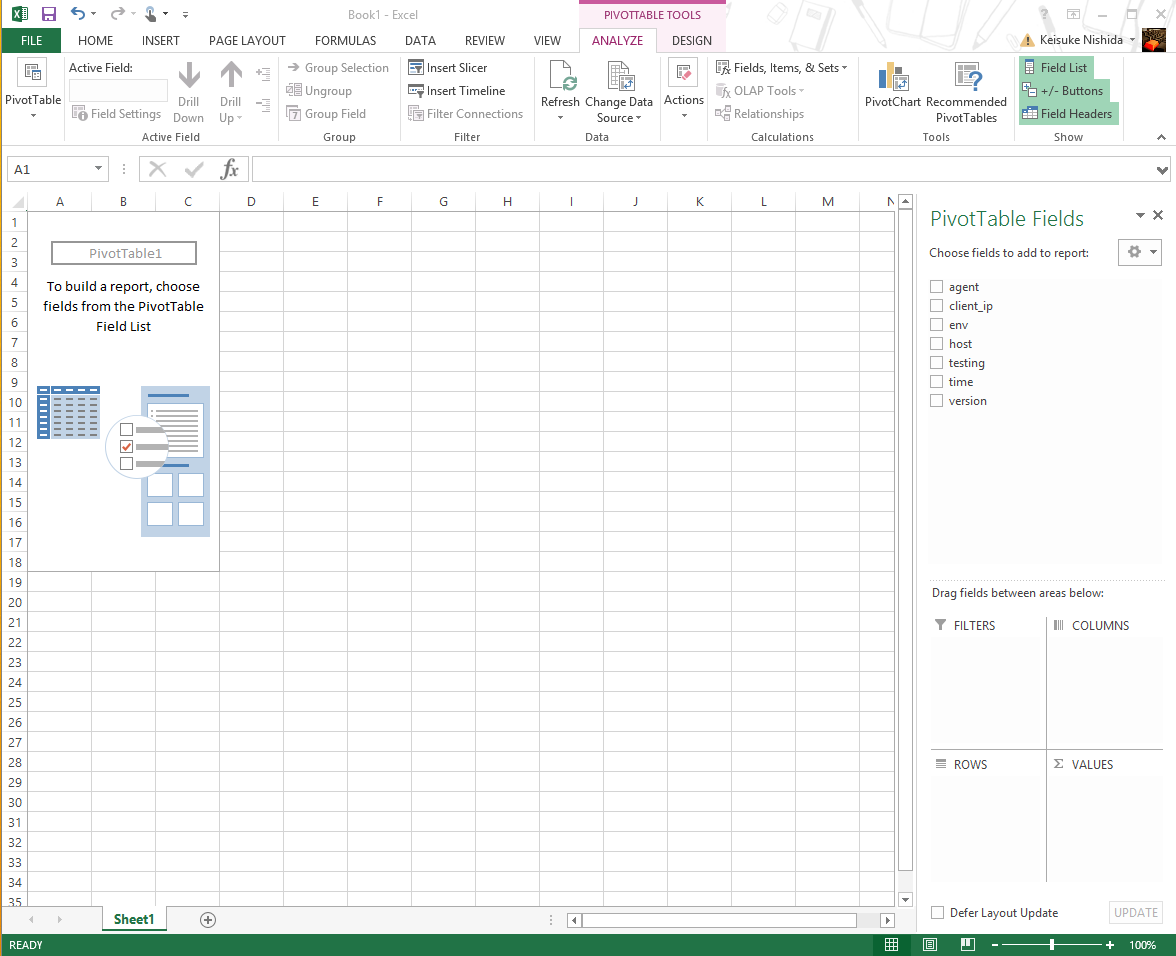 Book1 - Excel
PIVOTTABLE TOOLS
?
FILE HOME INSERT PAGE LAYOUT FORMULAS DATA REVIEW VIEW ANALYZE DESIGN
Keisuke Nishida
PivotTable
Active Field:
Field Settings
Drill Down
Drill Up
Active Field
Group Selection
Ungroup
Group Field
Group
Insert Slicer
Insert Timeline
Filter Connections
Filter
Refresh
Change Data Source
Data
Actions
Fields, Items, & Sets
OLAP Tools
Relationships
Calculations
PivotChart
Recommended PivotTables
Tools
Field List
+/- Buttons
Field Headers
Show
A1
fx
A B C D E F G H I J K L M N
1
2
3
4
5
6
7
8
9
10
11
12
13
14
15
16
17
18
19
20
21
22
23
24
25
26
27
28
29
30
31
32
33
34
35
PivotTable1
To build a report, choose
fields from the PivotTable
Field List
PivotTable Fields
Choose fields to add to report:
agent
client_ip
env
host
testing
time
version
Drag fields between areas below:
FILTERS
COLUMNS
ROWS
Σ VALUES
Defer Layout Update
UPDATE
Sheet1
READY
100%